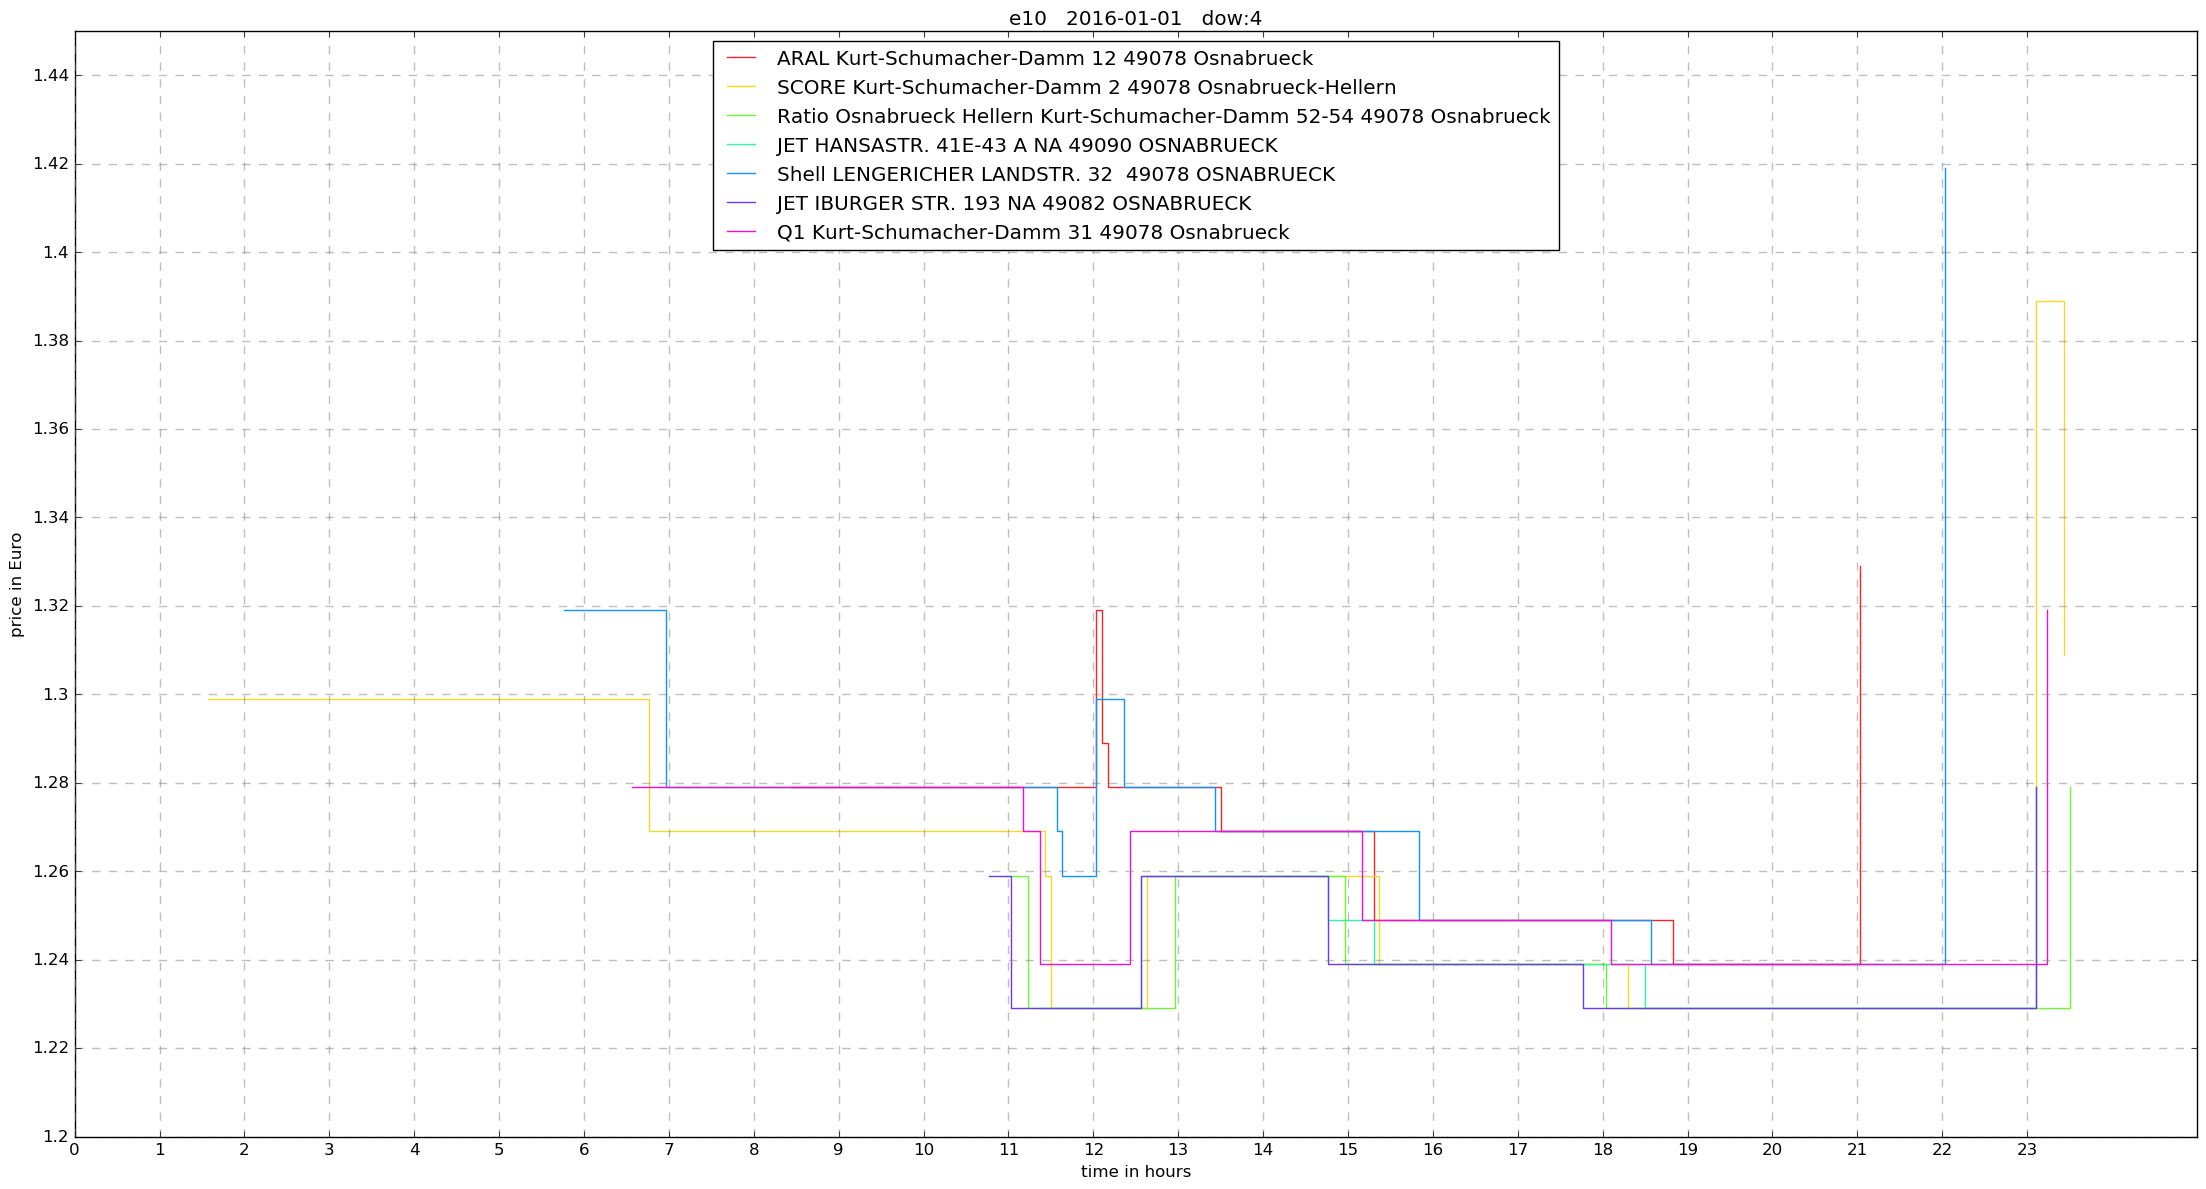 e10   2016-01-01   dow:4
ARAL Kurt-Schumacher-Damm 12 49078 Osnabrueck
SCORE Kurt-Schumacher-Damm 2 49078 Osnabrueck-Hellern
Ratio Osnabrueck Hellern Kurt-Schumacher-Damm 52-54 49078 Osnabrueck
JET HANSASTR. 41E-43 A NA 49090 OSNABRUECK
Shell LENGERICHER LANDSTR. 32  49078 OSNABRUECK
JET IBURGER STR. 193 NA 49082 OSNABRUECK
Q1 Kurt-Schumacher-Damm 31 49078 Osnabrueck
1.44
1.42
1.4
1.38
1.36
1.34
1.32
1.3
1.28
1.26
1.24
1.22
1.2
price in Euro
0 1 2 3 4 5 6 7 8 9 10 11 12 13 14 15 16 17 18 19 20 21 22 23
time in hours